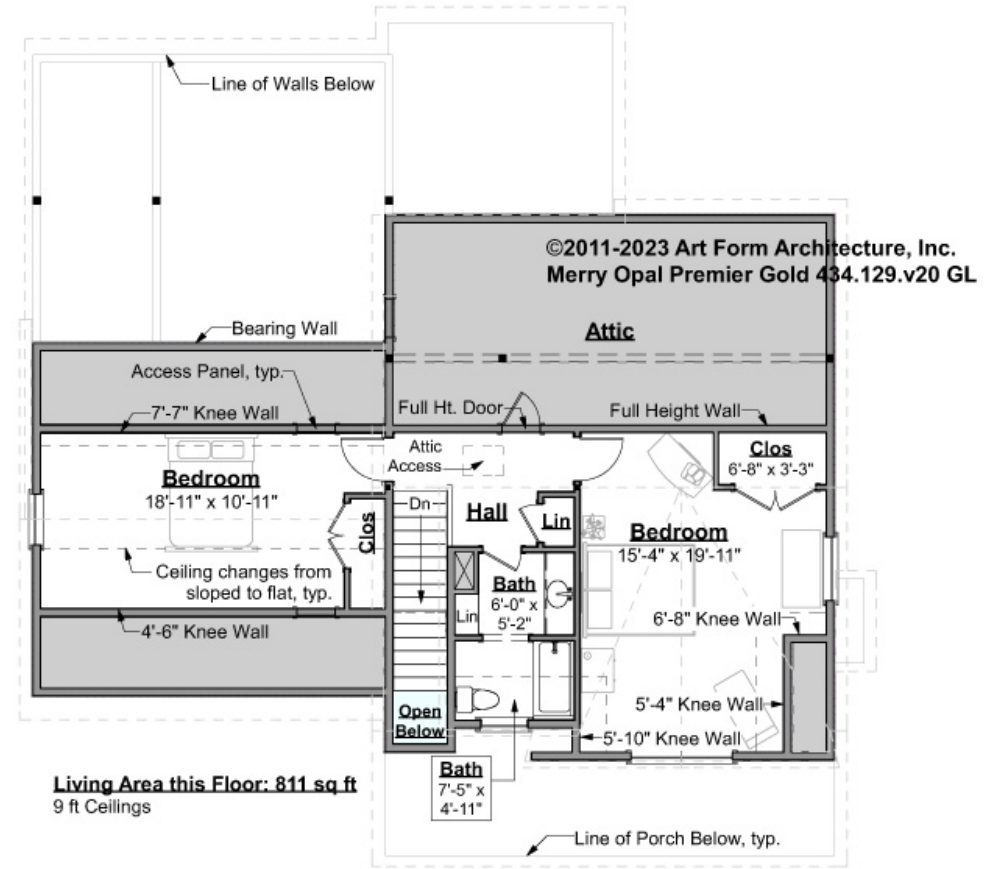 Line of Walls Below
©2011-2023 Art Form Architecture, Inc.
Merry Opal Premier Gold 434.129.v20 GL
Bearing Wall
Attic
Access Panel, typ.
7'-7" Knee Wall
Full Ht. Door
Full Height Wall
Attic
Access
Clos
6'-8" x 3'-3"
Bedroom
18'-11" x 10'-11"
Dn
Hall
Lin
Clos
Bedroom
15'-4" x 19'-11"
Ceiling changes from
sloped to flat, typ.
Bath
6'-0" x
5'-2"
Lin
6'-8" Knee Wall
4'-6" Knee Wall
5'-4" Knee Wall
Open
Below
5'-10" Knee Wall
Bath
7'-5" x
4'-11"
Living Area this Floor: 811 sq ft
9 ft Ceilings
Line of Porch Below, typ.